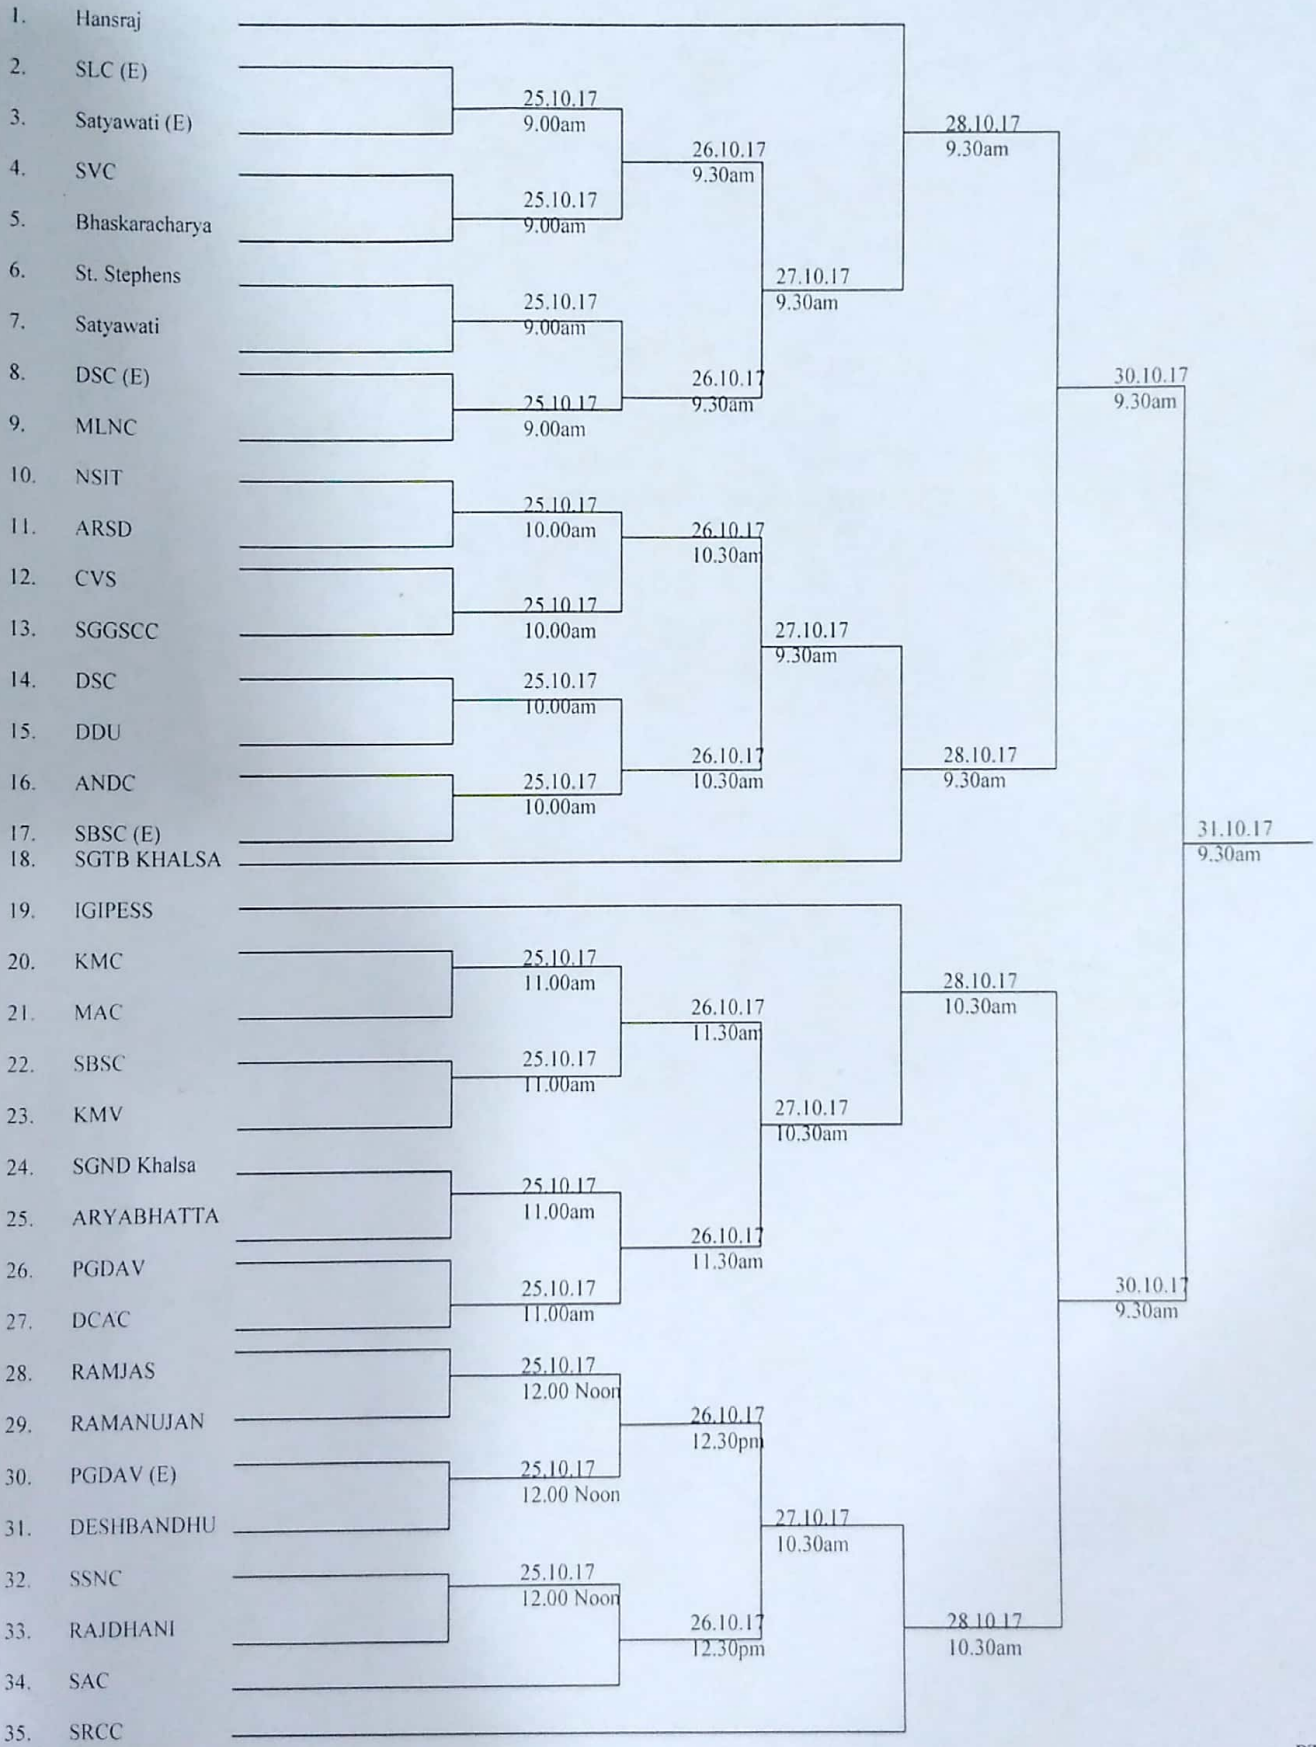 1. Hansraj
2. SLC (E)
25.10.17
9.00am
3. Satyawati (E)
28.10.17
9.30am
26.10.17
9.30am
4. SVC
25.10.17
9.00am
5. Bhaskaracharya
6. St. Stephens
27.10.17
9.30am
25.10.17
9.00am
7. Satyawati
8. DSC (E)
26.10.17
9.30am
30.10.17
9.30am
25.10.17
9.00am
9. MLNC
10. NSIT
25.10.17
10.00am
11. ARSD
26.10.17
10.30am
12. CVS
25.10.17
10.00am
13. SGGSCC
27.10.17
9.30am
14. DSC
25.10.17
10.00am
15. DDU
26.10.17
10.30am
28.10.17
9.30am
16. ANDC
25.10.17
10.00am
17. SBSC (E)
31.10.17
9.30am
18. SGTB KHALSA
19. IGIPESS
20. KMC
25.10.17
11.00am
28.10.17
10.30am
21. MAC
26.10.17
11.30am
22. SBSC
25.10.17
11.00am
23. KMV
27.10.17
10.30am
24. SGND Khalsa
25.10.17
11.00am
25. ARYABHATTA
26.10.17
11.30am
26. PGDAV
25.10.17
11.00am
30.10.17
9.30am
27. DCAC
28. RAMJAS
25.10.17
12.00 Noon
29. RAMANUJAN
26.10.17
12.30pm
30. PGDAV (E)
25.10.17
12.00 Noon
31. DESHBANDHU
27.10.17
10.30am
32. SSNC
25.10.17
12.00 Noon
33. RAJDHANI
26.10.17
12.30pm
28.10.17
10.30am
34. SAC
35. SRCC